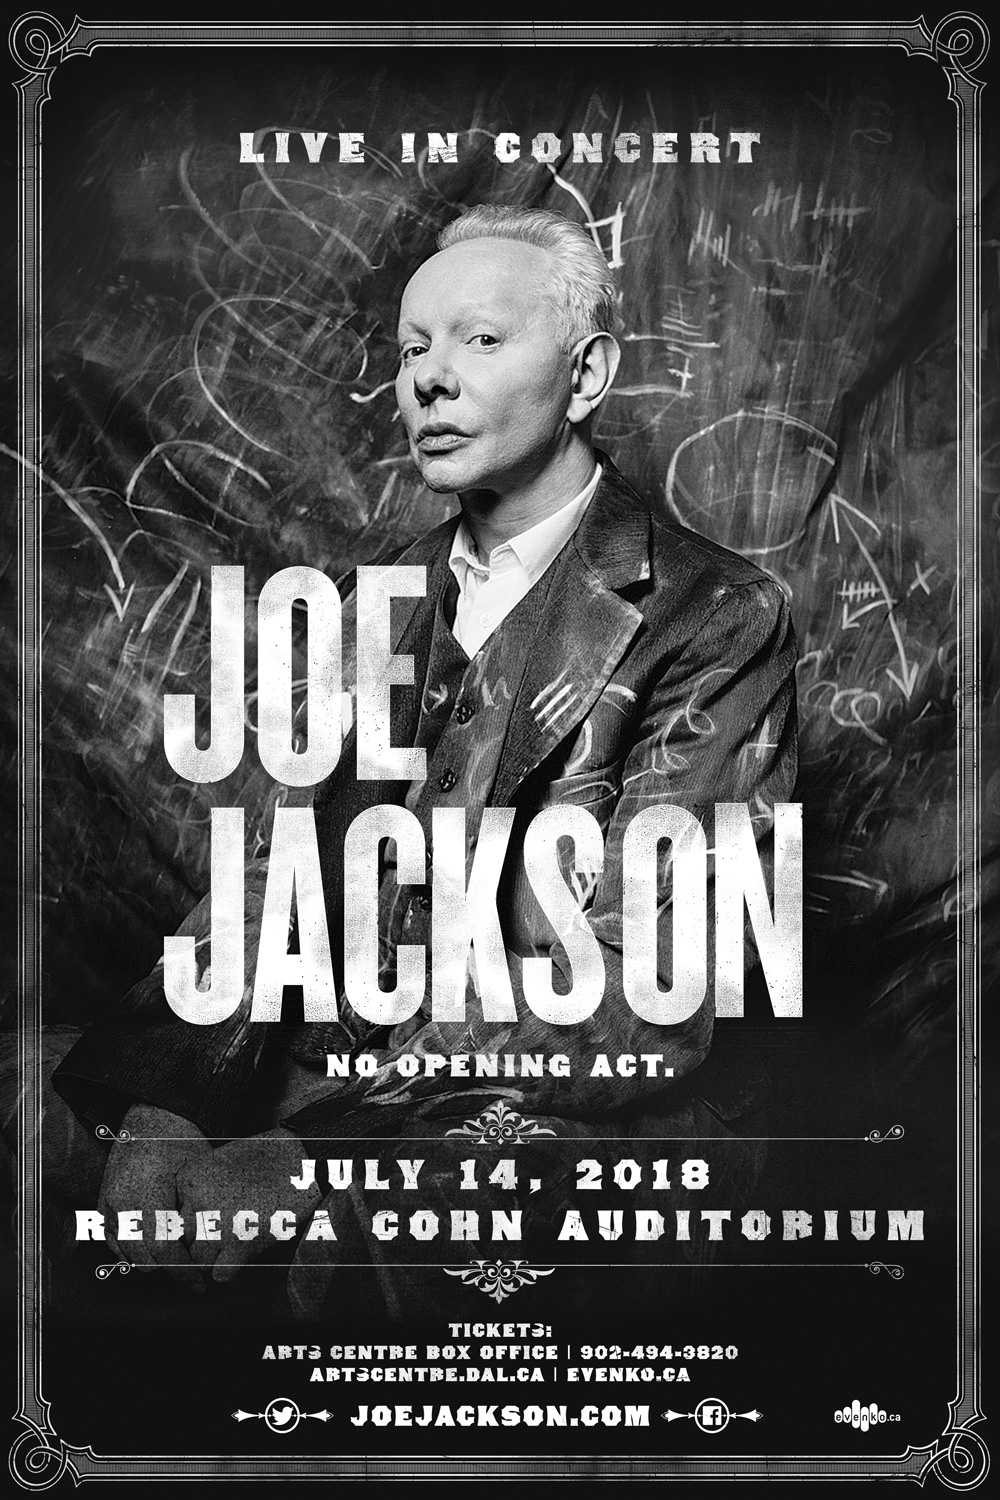 LIVE IN CONCERT
JOE
JACKSON
NO OPENING ACT.
JULY 14, 2018
REBECCA COHN AUDITORIUM
TICKETS:
ARTS CENTRE BOX OFFICE | 902-494-3820
ARTSCENTRE.DAL.CA | EVENKO.CA
JOEJACKSON.COM
evenko.ca